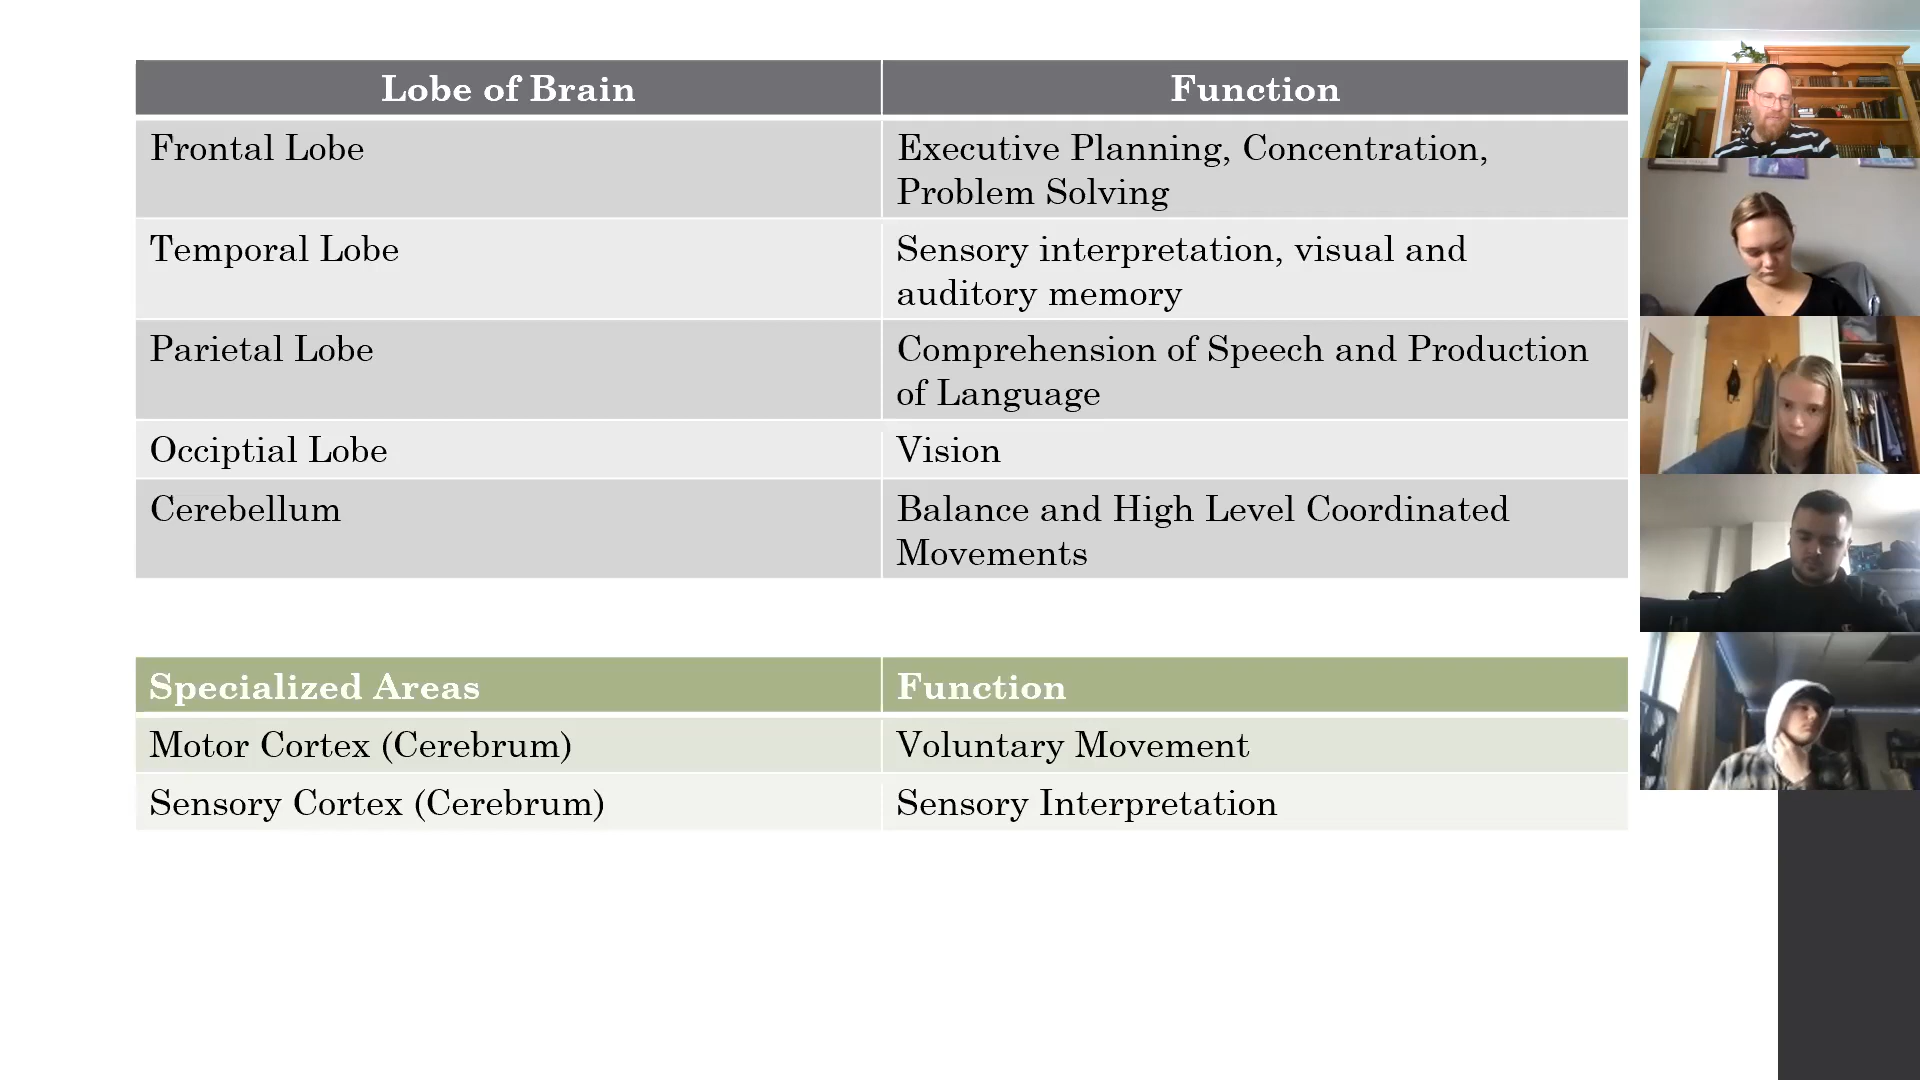 Lobe of Brain
Function
Frontal Lobe
Executive Planning, Concentration,
Problem Solving
Temporal Lobe
Sensory interpretation, visual and
auditory memory
Parietal Lobe
Comprehension of Speech and Production
of Language
Occiptial Lobe
Vision
Cerebellum
Balance and High Level Coordinated
Movements
Specialized Areas
Function
Motor Cortex (Cerebrum)
Voluntary Movement
Sensory Cortex (Cerebrum)
Sensory Interpretation